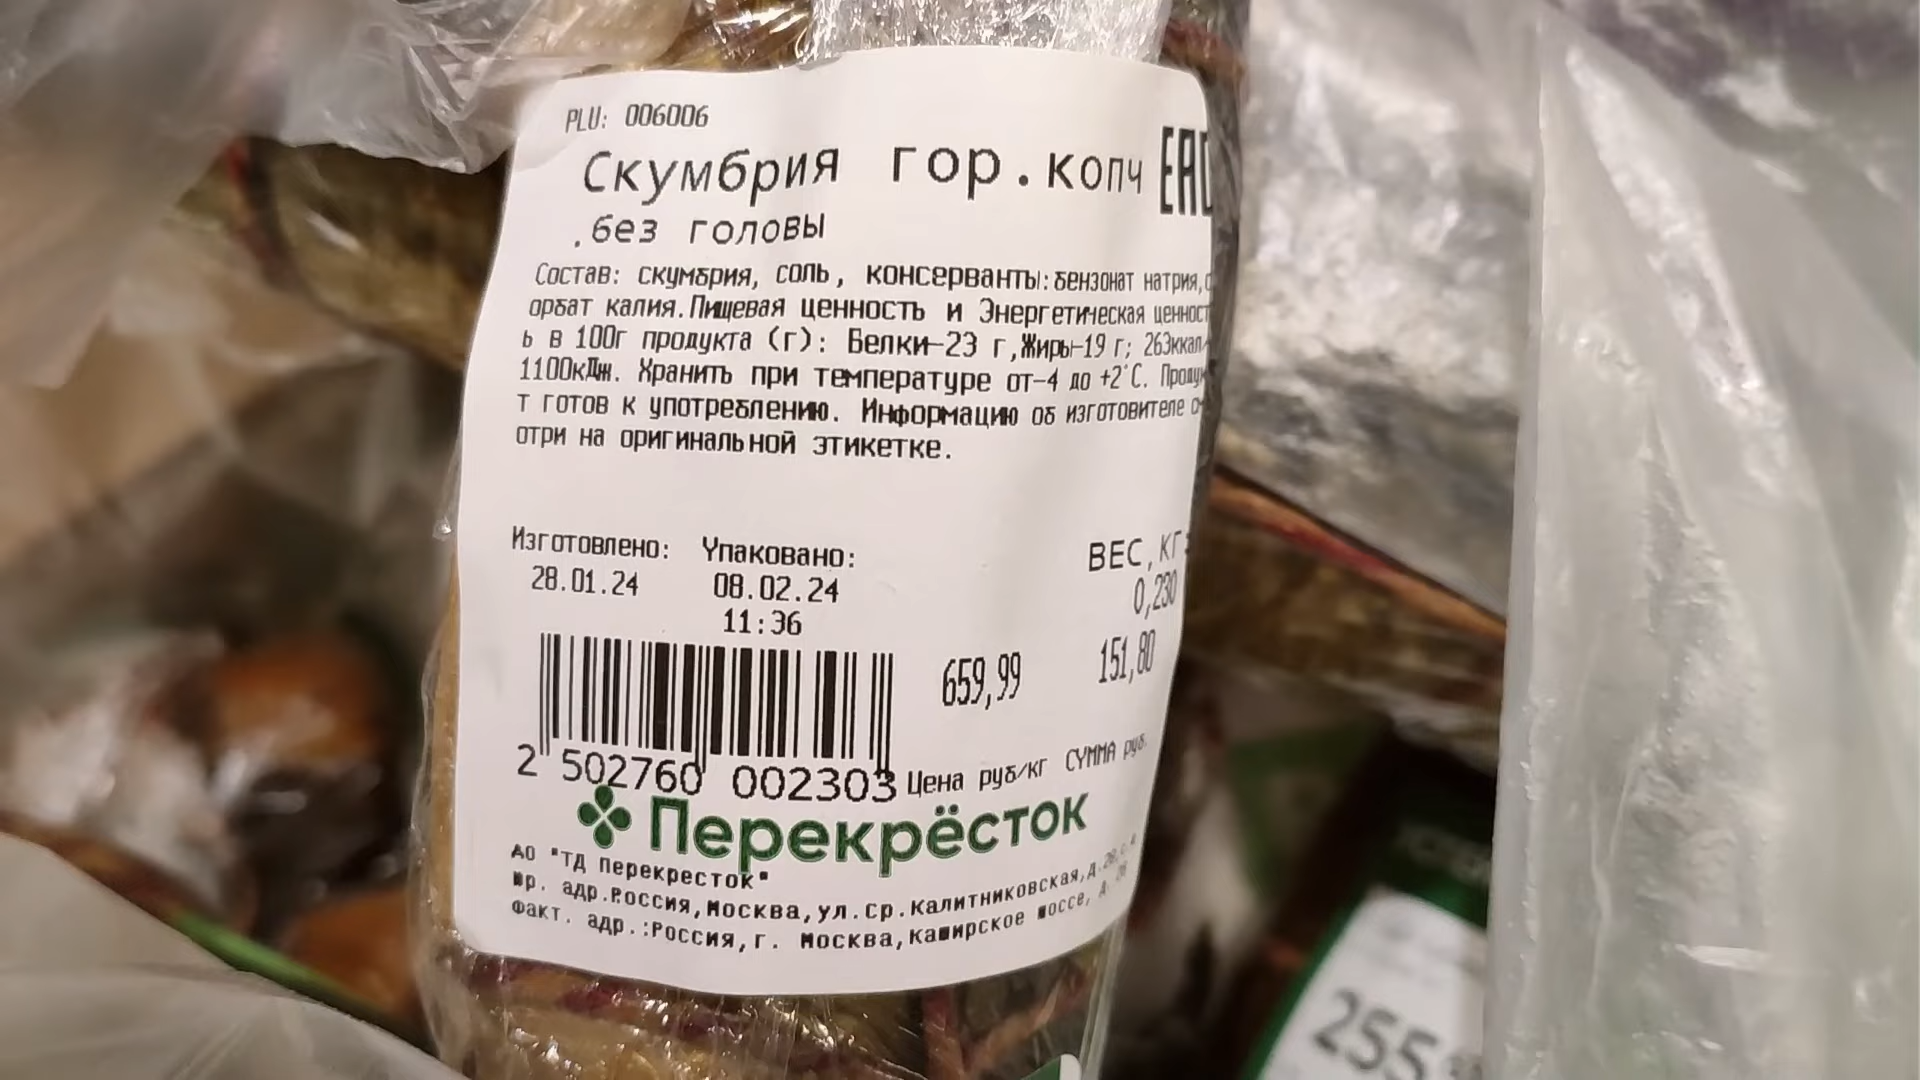 PLU: 006006
Скумбрия гор.копч EAC
.без головы
Состав: скумбрия, соль, консерванты:бензонат натрия,с
орбат калия.Пищевая ценность и Энергетическая ценност
ь в 100г продукта (г): Белки-23 г,Жиры-19 г; 263ккал
1100кДж. Хранить при температуре от-4 до +2°С. Продук
т готов к употреблению. Информацию об изготовителе см
отри на оригинальной этикетке.
Изготовлено: Упаковано: ВЕС,КГ:
28.01.24 08.02.24 0,230
11:36
659,99 151,80
2 502760 002303 Цена руб/кг СУММА руб.
Перекрёсток
АО "ТД Перекресток"
Юр. адр.Россия,Москва,ул.Ср.Калитниковская,д.
Факт. адр.:Россия,г. Москва,Каширское шоссе, д.
255